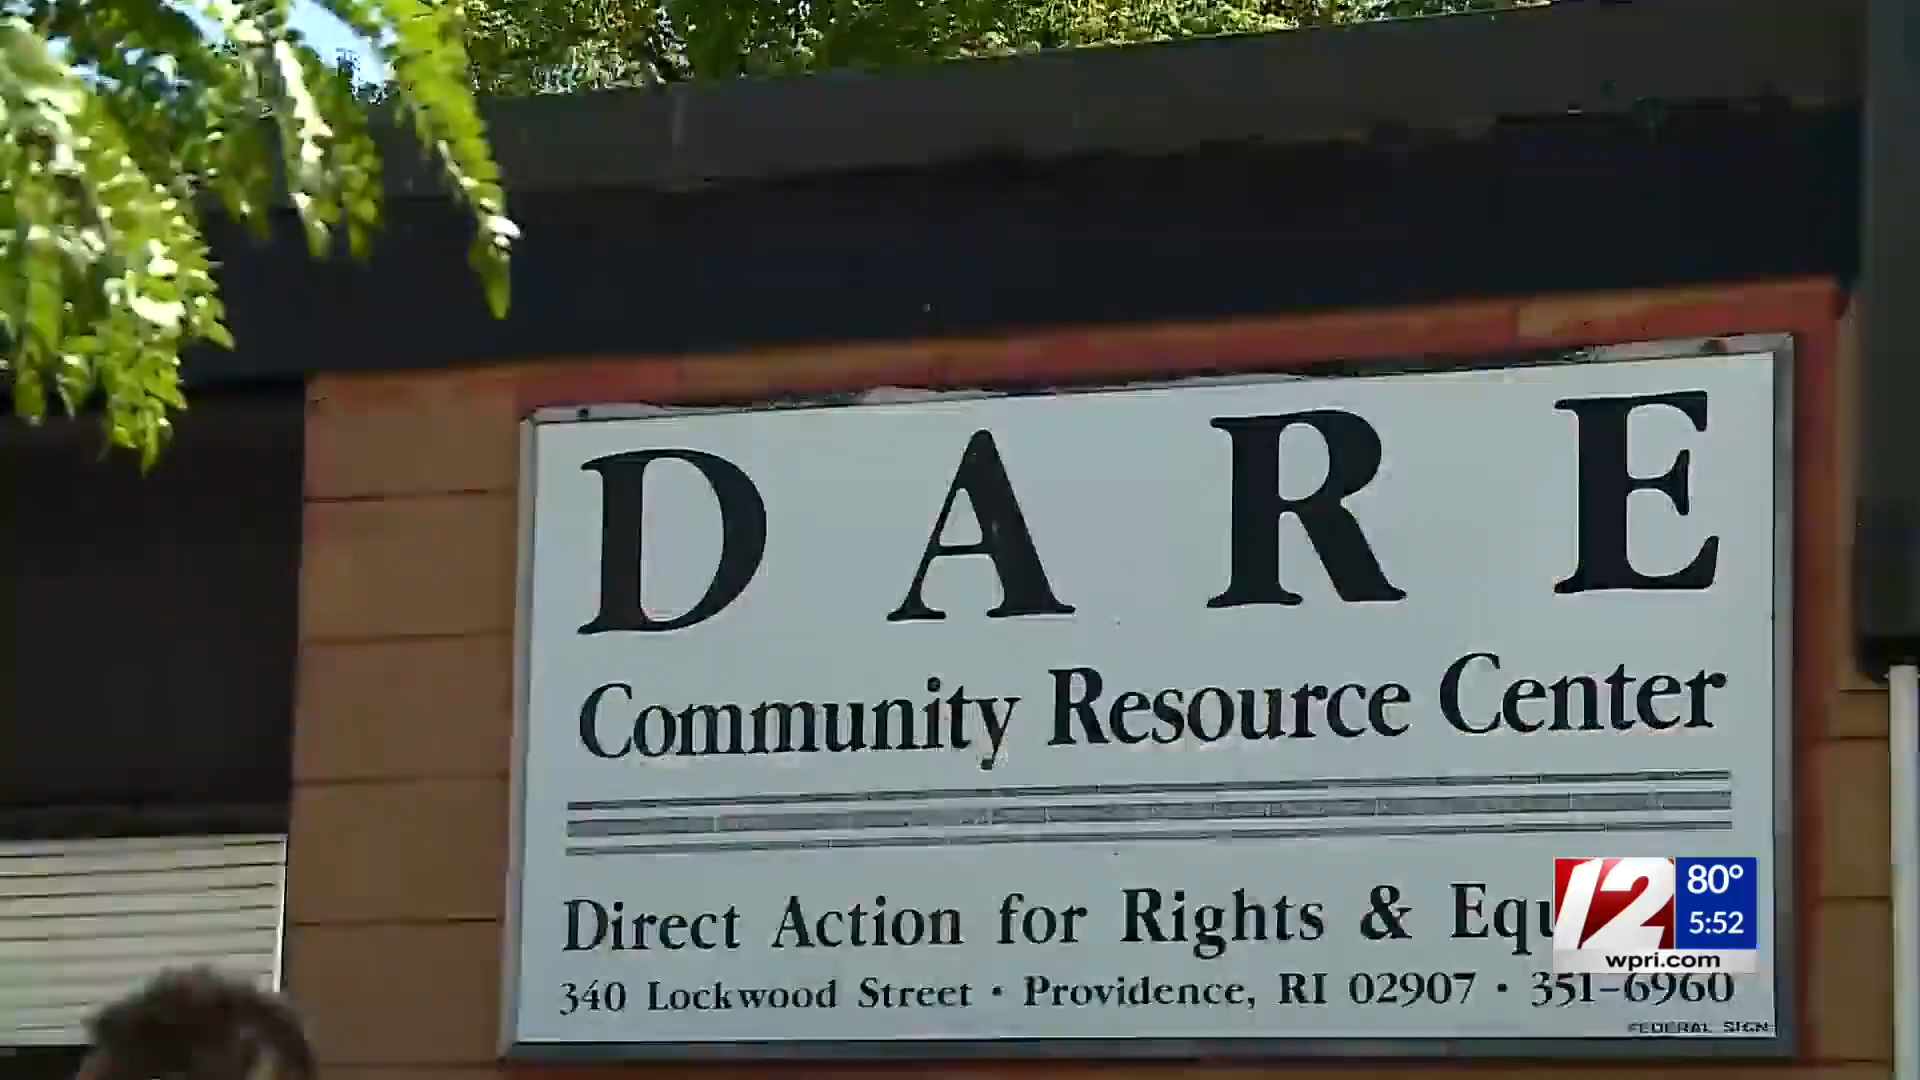 D A R E
Community Resource Center
Direct Action for Rights & Equ
340 Lockwood Street • Providence, RI 02907 • 351-6960
FEDERAL SIGN
12
80°
5:52
wpri.com